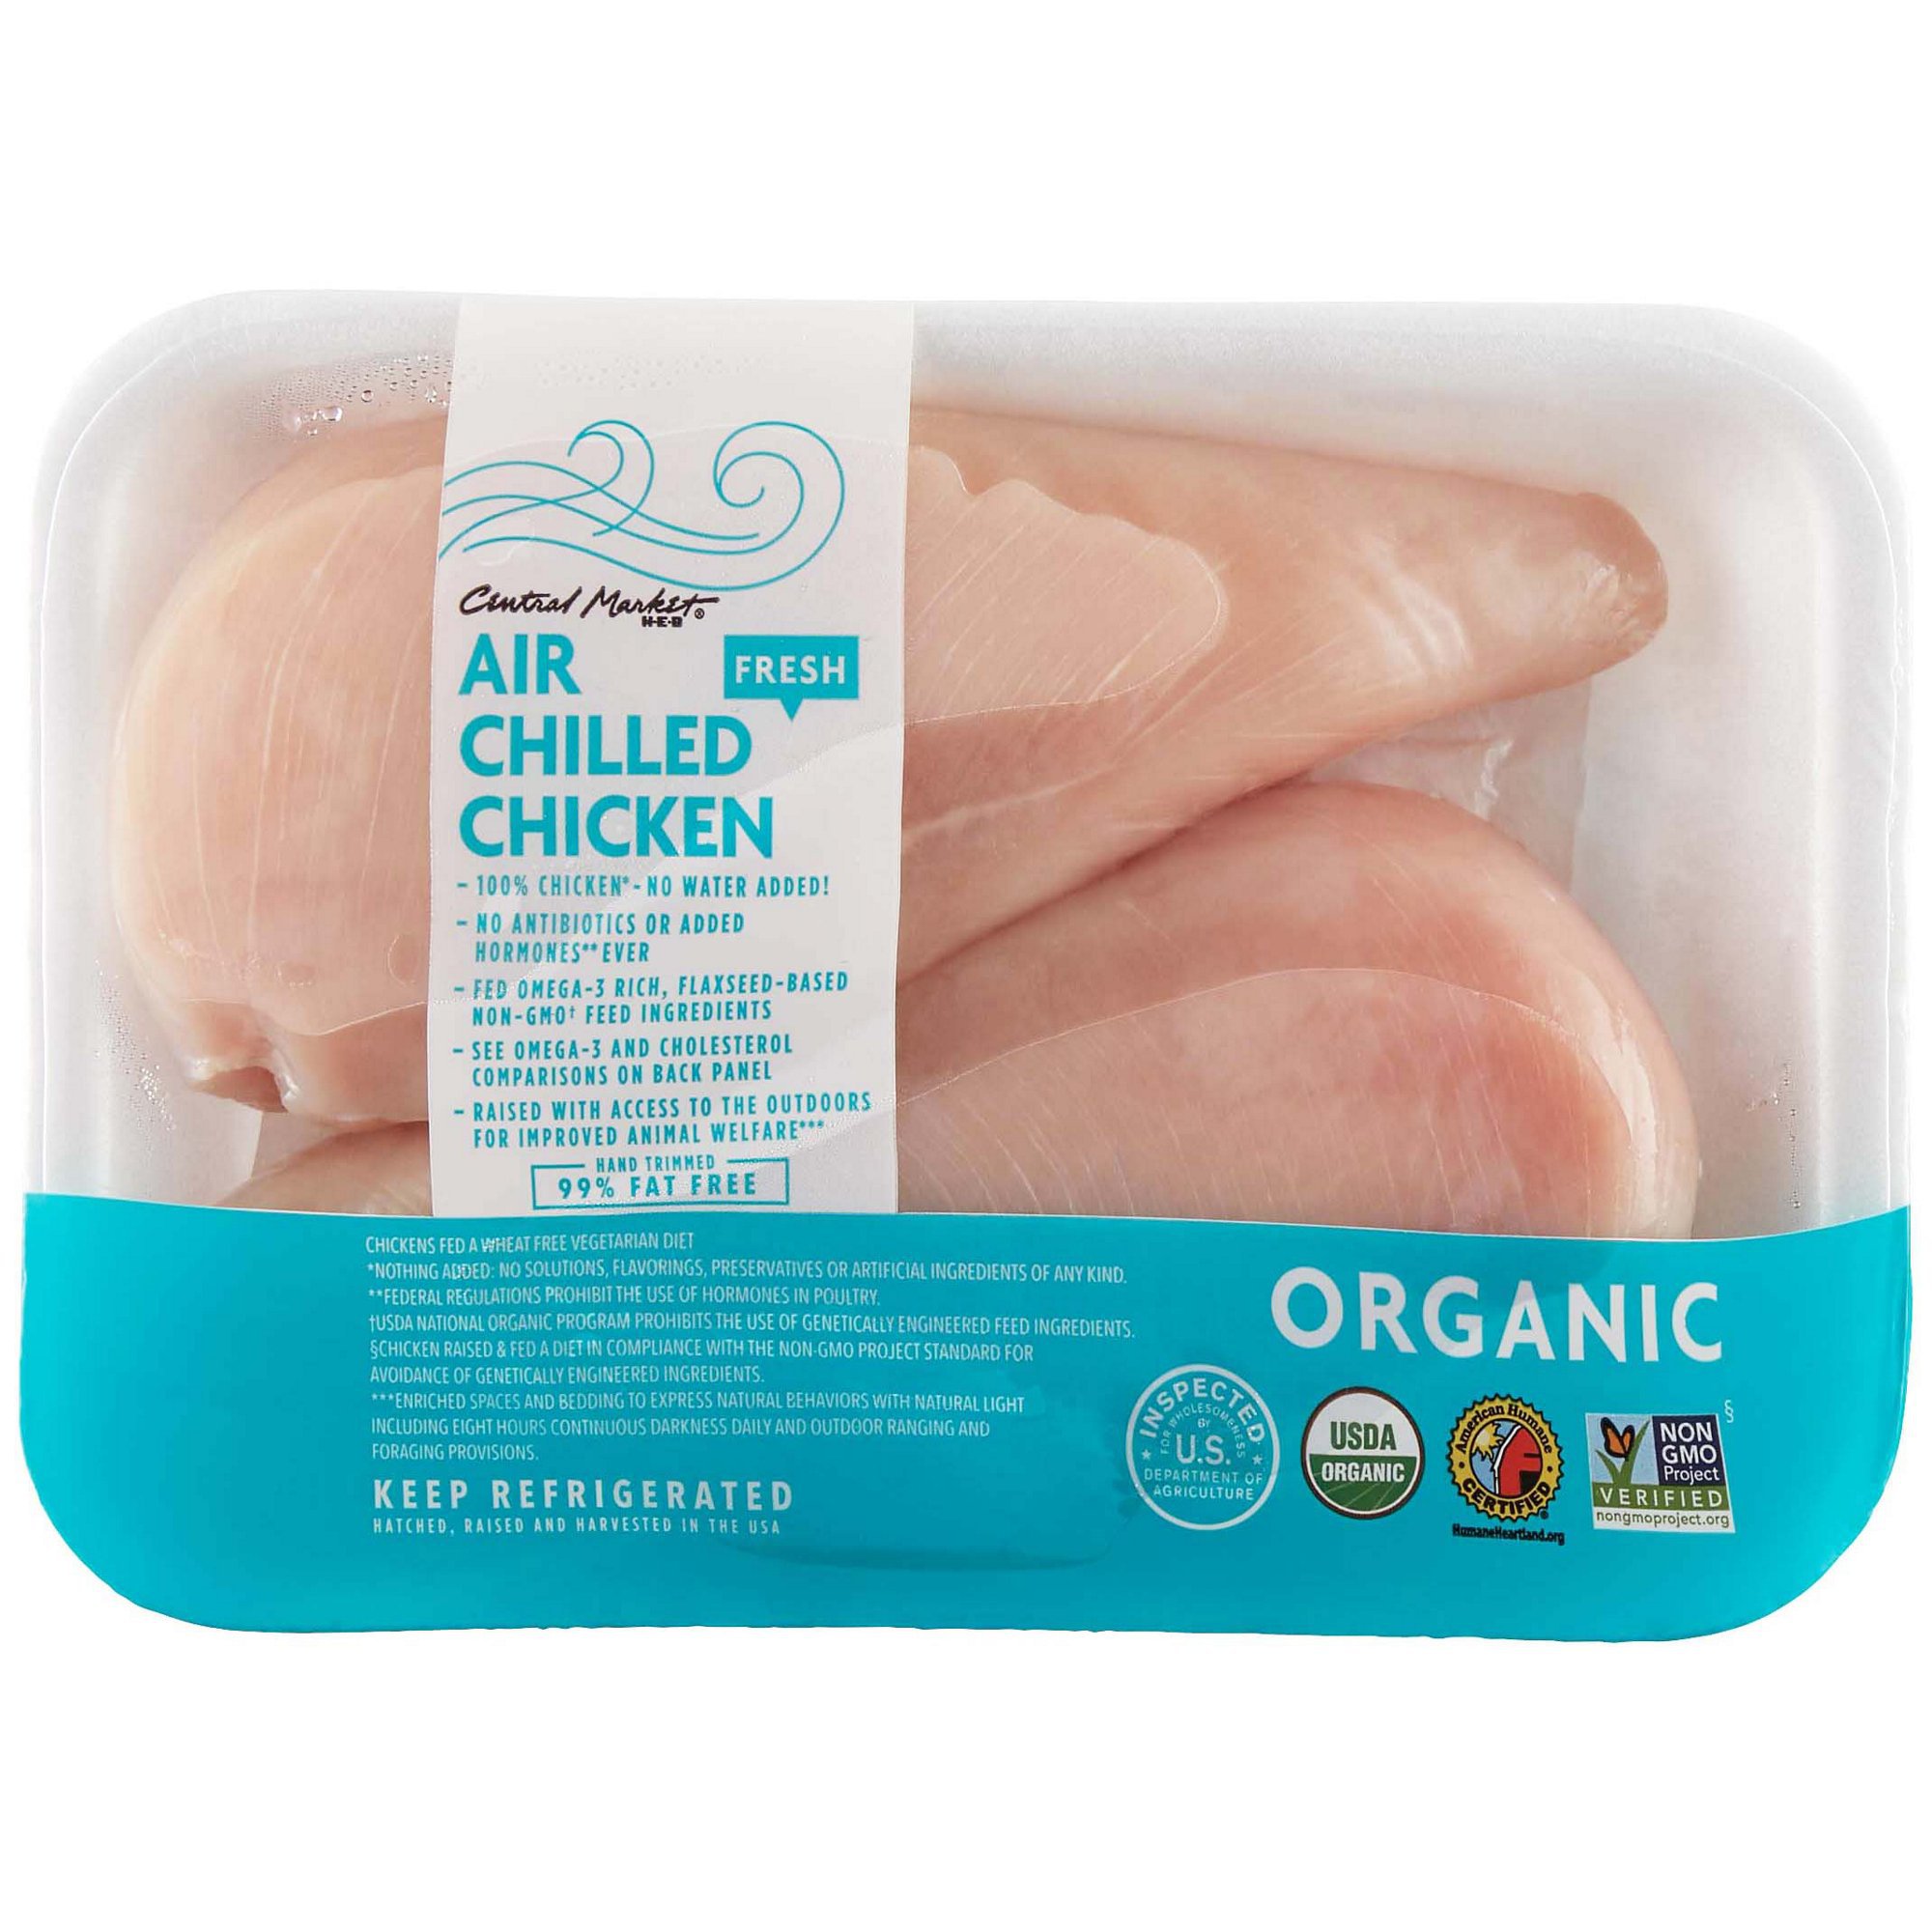 Central Market®
H-E-B
AIR
CHILLED
CHICKEN
FRESH
- 100% CHICKEN*- NO WATER ADDED!
- NO ANTIBIOTICS OR ADDED
HORMONES** EVER
- FED OMEGA-3 RICH, FLAXSEED-BASED
NON-GMO† FEED INGREDIENTS
- SEE OMEGA-3 AND CHOLESTEROL
COMPARISONS ON BACK PANEL
- RAISED WITH ACCESS TO THE OUTDOORS
FOR IMPROVED ANIMAL WELFARE***
HAND TRIMMED
99% FAT FREE
CHICKENS FED A WHEAT FREE VEGETARIAN DIET
*NOTHING ADDED: NO SOLUTIONS, FLAVORINGS, PRESERVATIVES OR ARTIFICIAL INGREDIENTS OF ANY KIND.
**FEDERAL REGULATIONS PROHIBIT THE USE OF HORMONES IN POULTRY.
†USDA NATIONAL ORGANIC PROGRAM PROHIBITS THE USE OF GENETICALLY ENGINEERED FEED INGREDIENTS.
§CHICKEN RAISED & FED A DIET IN COMPLIANCE WITH THE NON-GMO PROJECT STANDARD FOR
AVOIDANCE OF GENETICALLY ENGINEERED INGREDIENTS.
***ENRICHED SPACES AND BEDDING TO EXPRESS NATURAL BEHAVIORS WITH NATURAL LIGHT
INCLUDING EIGHT HOURS CONTINUOUS DARKNESS DAILY AND OUTDOOR RANGING AND
FORAGING PROVISIONS.
KEEP REFRIGERATED
HATCHED, RAISED AND HARVESTED IN THE USA
ORGANIC
INSPECTED
FOR WHOLESOMENESS
BY
U.S.
DEPARTMENT OF
AGRICULTURE
USDA
ORGANIC
American Humane
CERTIFIED®
HumaneHeartland.org
§
NON
GMO
Project
VERIFIED
nongmoproject.org